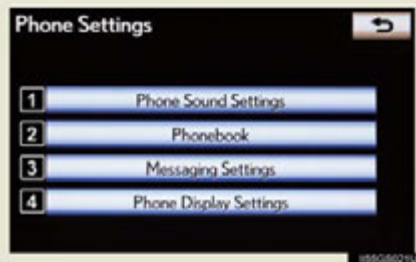 Phone Settings
1 Phone Sound Settings
2 Phonebook
3 Messaging Settings
4 Phone Display Settings